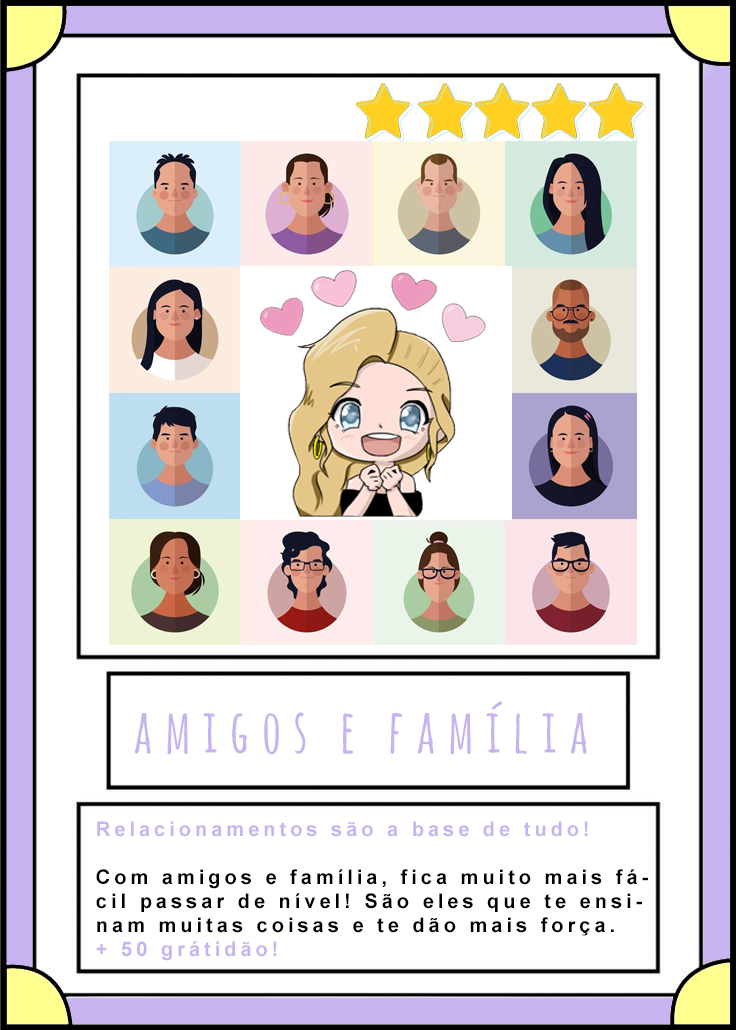 AMIGOS E FAMÍLIA
Relacionamentos são a base de tudo!
Com amigos e família, fica muito mais fá-
cil passar de nível! São eles que te ensi-
nam muitas coisas e te dão mais força.
+ 50 grátidão!